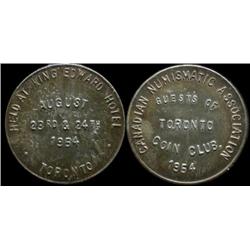 HELD AT KING EDWARD HOTEL
AUGUST
23RD & 24TH
1954
· TORONTO ·
CANADIAN NUMISMATIC ASSOCIATION
GUESTS OF
TORONTO
COIN CLUB.
1954